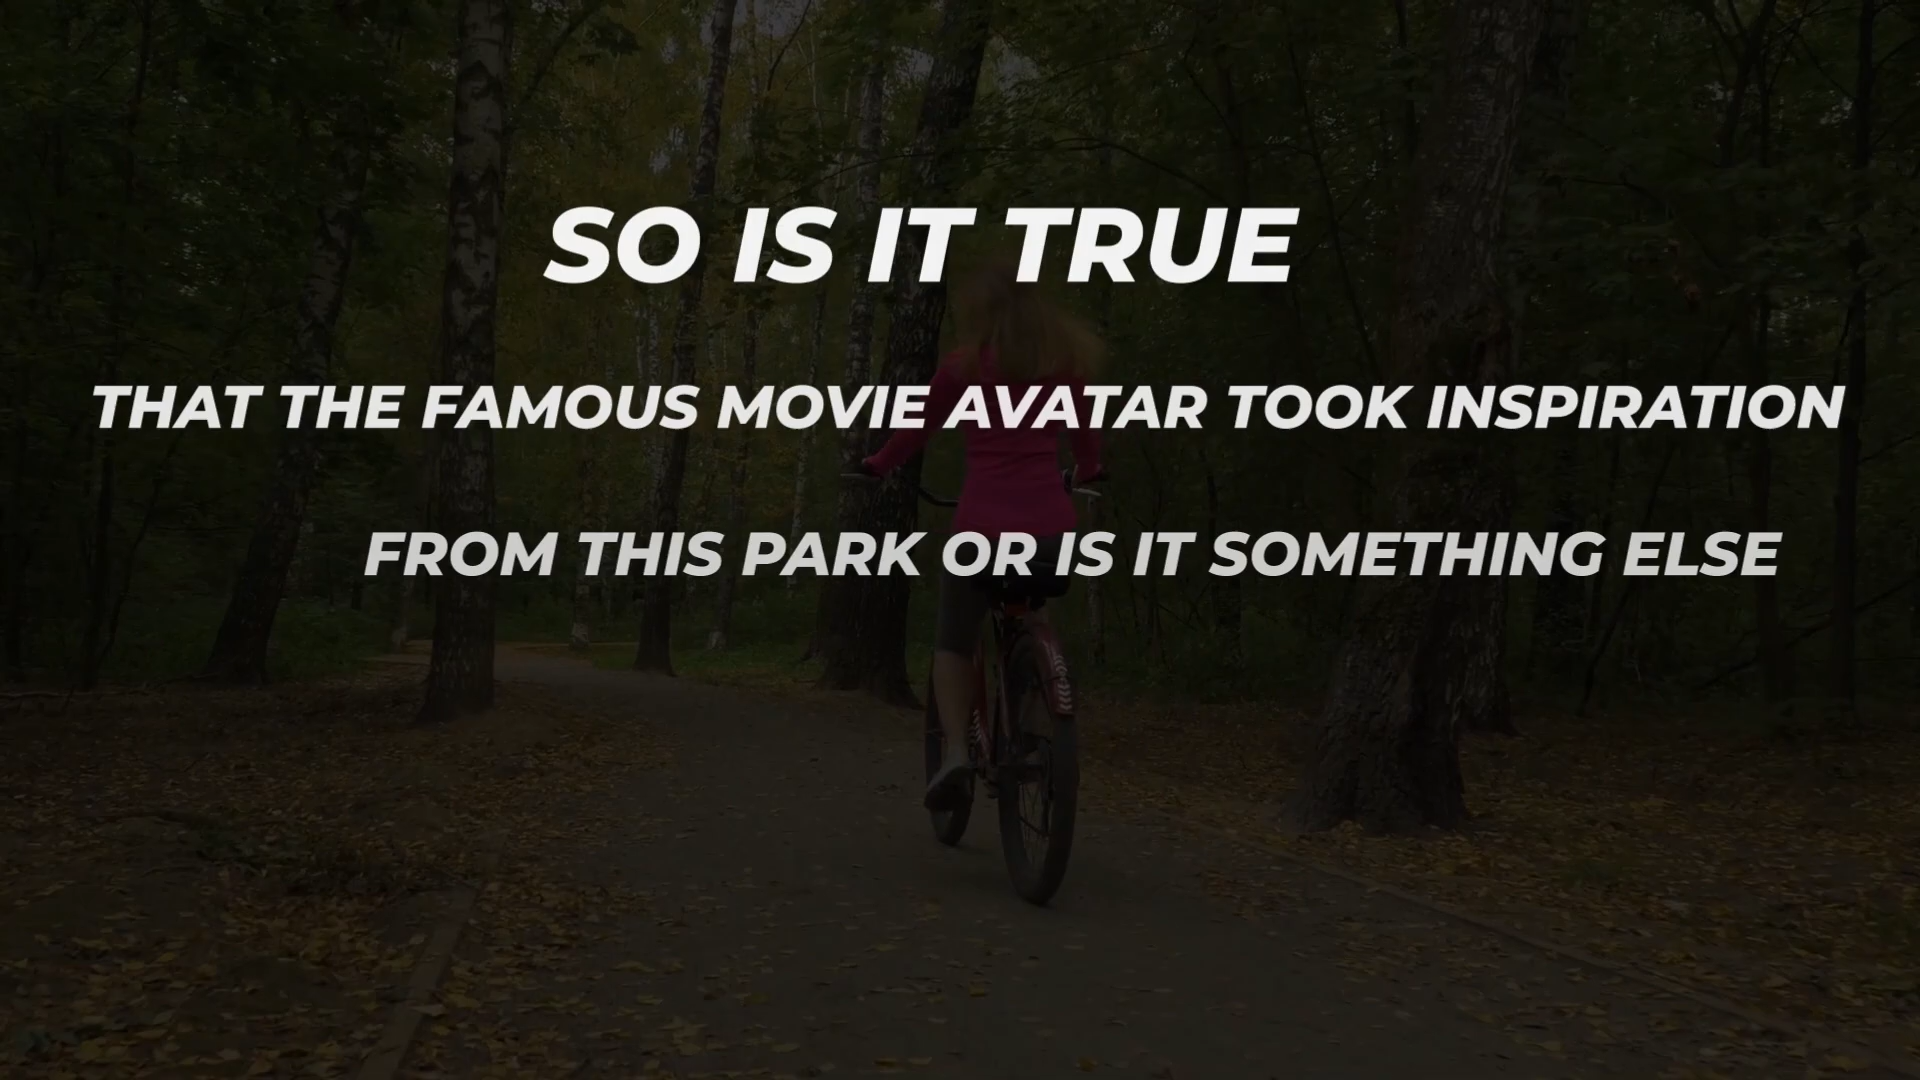 SO IS IT TRUE
THAT THE FAMOUS MOVIE AVATAR TOOK INSPIRATION
FROM THIS PARK OR IS IT SOMETHING ELSE